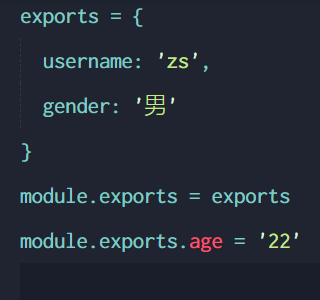 exports = {
username: 'zs',
gender: '男'
}
module.exports = exports
module.exports.age = '22'